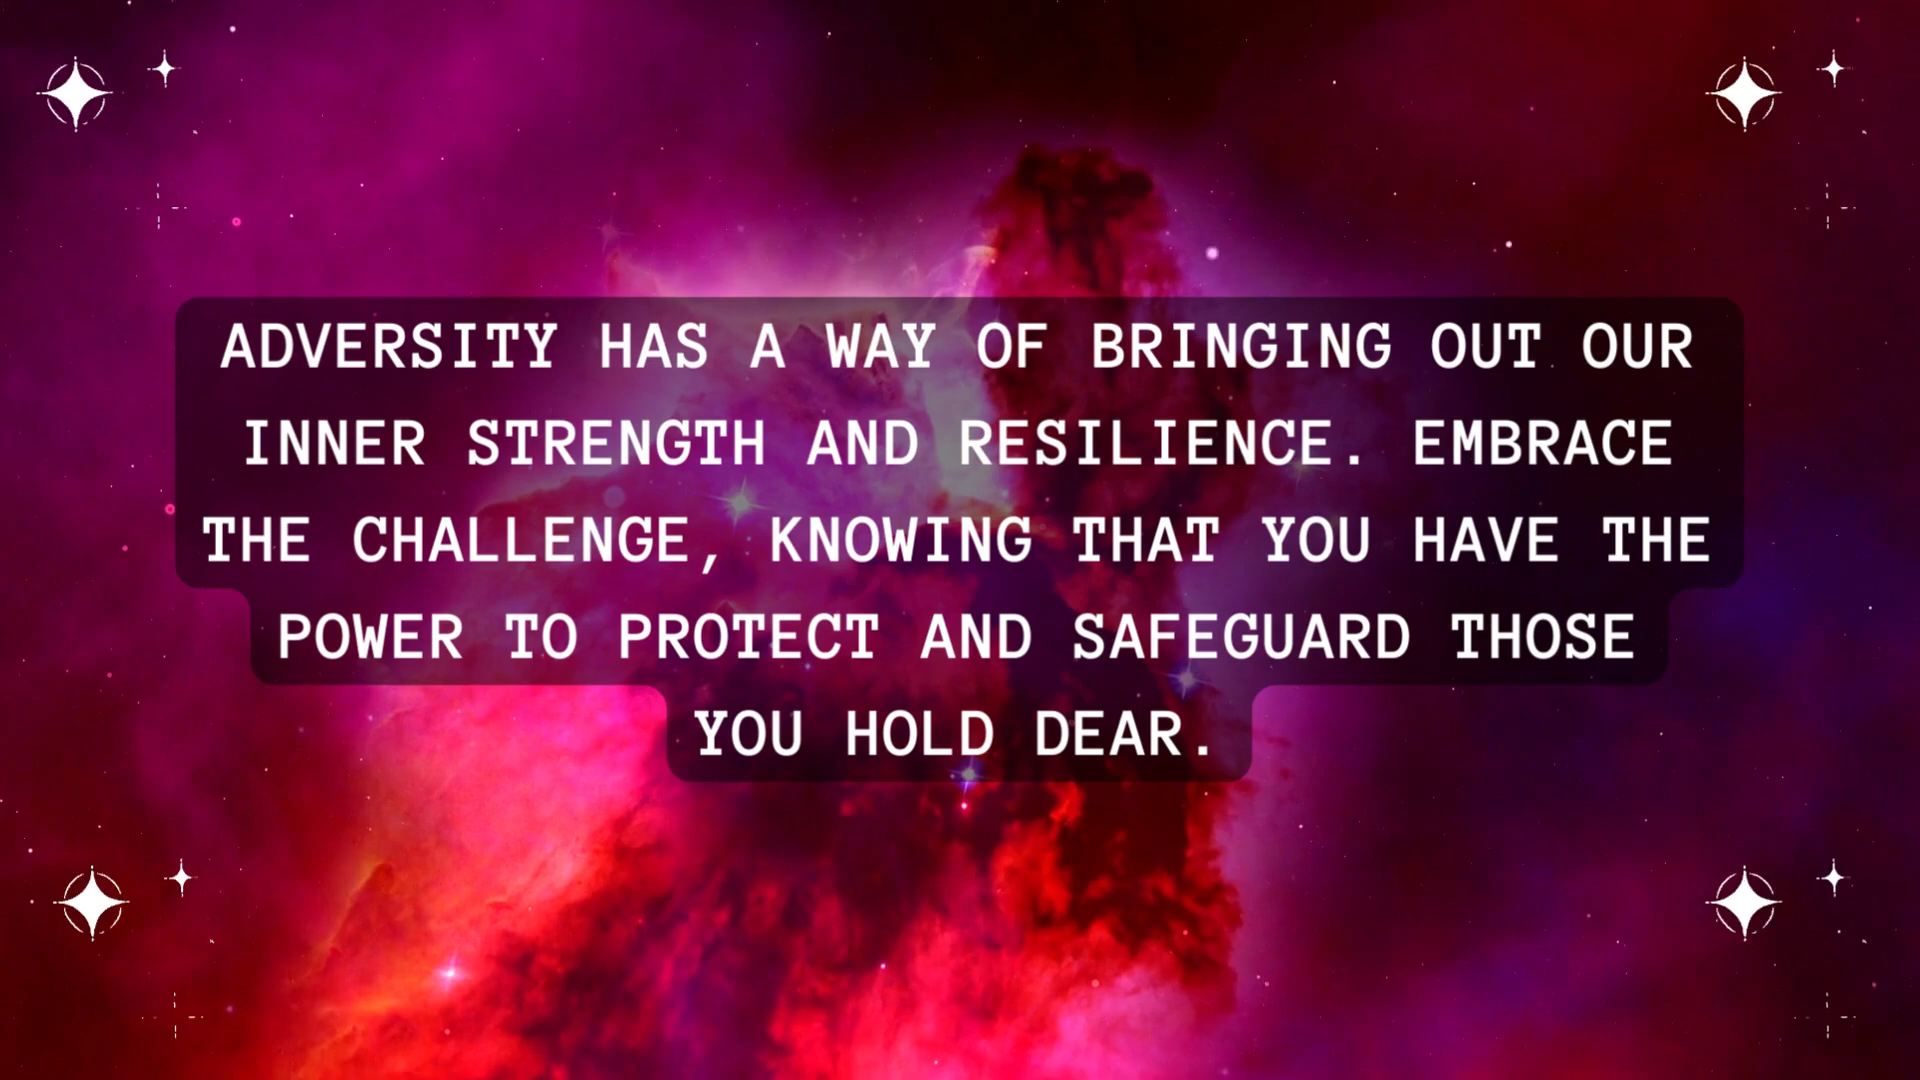 ADVERSITY HAS A WAY OF BRINGING OUT OUR
INNER STRENGTH AND RESILIENCE. EMBRACE
THE CHALLENGE, KNOWING THAT YOU HAVE THE
POWER TO PROTECT AND SAFEGUARD THOSE
YOU HOLD DEAR.